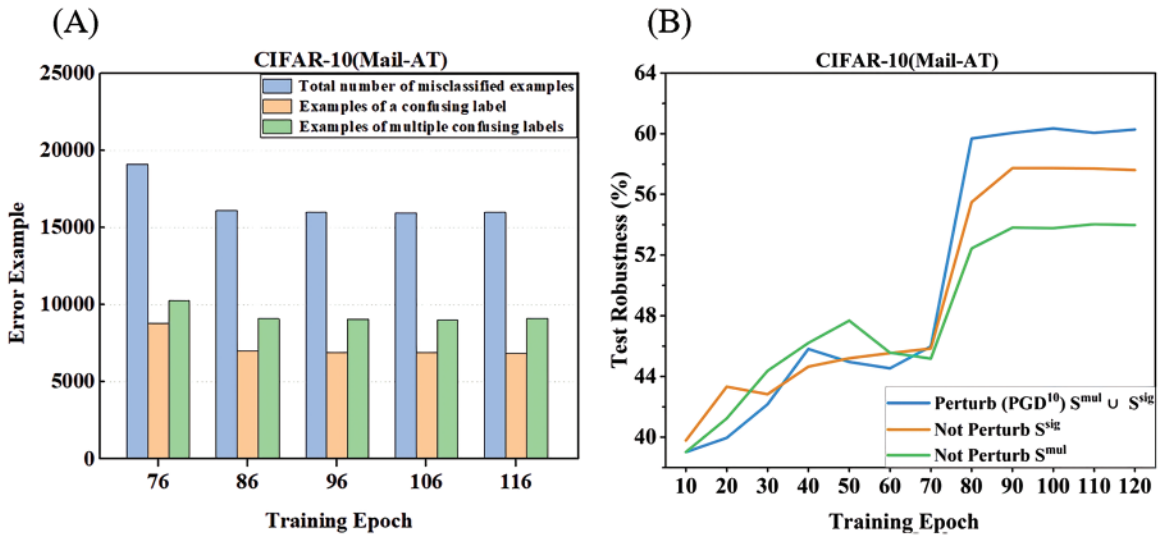 (A)
CIFAR-10(Mail-AT)
25000
20000
15000
10000
5000
0
Error Example
Total number of misclassified examples
Examples of a confusing label
Examples of multiple confusing labels
76 86 96 106 116
Training Epoch
(B)
CIFAR-10(Mail-AT)
64
60
56
52
48
44
40
Test Robustness (%)
Perturb (PGD¹⁰) Sᵐᵘˡ ∪ Sˢⁱᵍ
Not Perturb Sˢⁱᵍ
Not Perturb Sᵐᵘˡ
10 20 30 40 50 60 70 80 90 100 110 120
Training Epoch